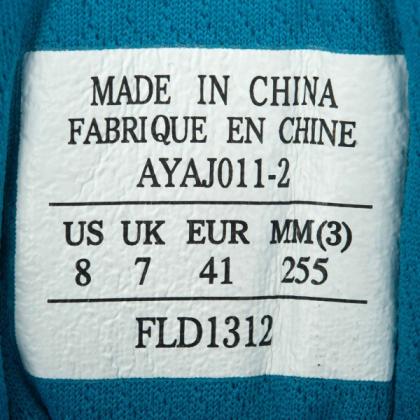 MADE IN CHINA
FABRIQUE EN CHINE
AYAJ011-2
US UK EUR MM(3)
8 7 41 255
FLD1312